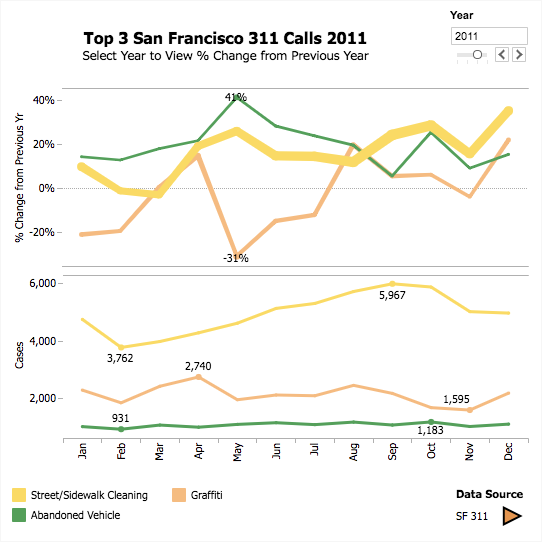 Year
2011
Top 3 San Francisco 311 Calls 2011
Select Year to View % Change from Previous Year
% Change from Previous Yr
40%
20%
0%
-20%
41%
-31%
Cases
6,000
4,000
2,000
5,967
3,762
2,740
1,595
931
1,183
Jan
Feb
Mar
Apr
May
Jun
Jul
Aug
Sep
Oct
Nov
Dec
Street/Sidewalk Cleaning
Graffiti
Abandoned Vehicle
Data Source
SF 311